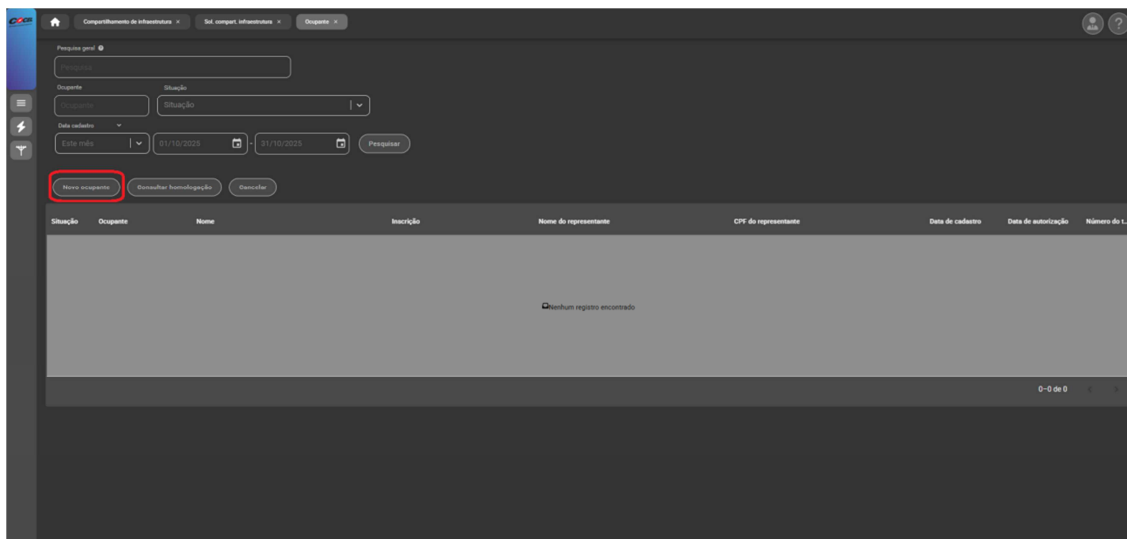 Compartilhamento de infraestrutura × Sol. compart. infraestrutura × Ocupante ×
Pesquisa geral
Pesquisa
Ocupante Situação
Ocupante Situação
Data cadastro
Este mês 01/10/2025 - 31/10/2025 Pesquisar
Novo ocupante Consultar homologação Cancelar
Situação Ocupante Nome Inscrição Nome do representante CPF do representante Data de cadastro Data de autorização Número do t...
Nenhum registro encontrado
0–0 de 0